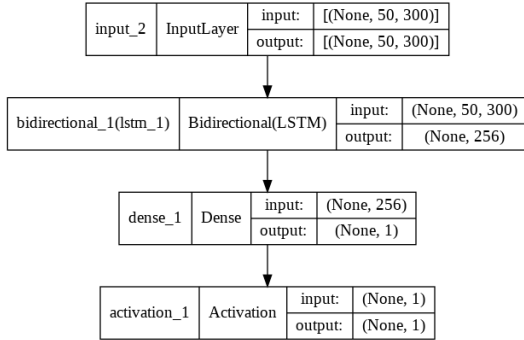 input_2 InputLayer input: [(None, 50, 300)]
output: [(None, 50, 300)]
bidirectional_1(lstm_1) Bidirectional(LSTM) input: (None, 50, 300)
output: (None, 256)
dense_1 Dense input: (None, 256)
output: (None, 1)
activation_1 Activation input: (None, 1)
output: (None, 1)